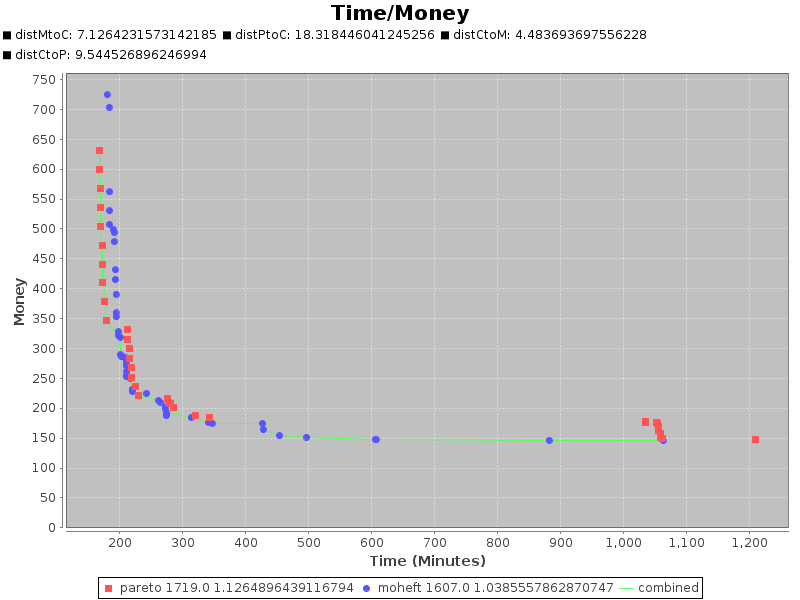 Time/Money
distMtoC: 7.1264231573142185 distPtoC: 18.318446041245256 distCtoM: 4.483693697556228
distCtoP: 9.544526896246994
750
700
650
600
550
500
450
400
350
300
250
200
150
100
50
0
Money
200 300 400 500 600 700 800 900 1,000 1,100 1,200
Time (Minutes)
pareto 1719.0 1.1264896439116794 moheft 1607.0 1.0385557862870747 combined